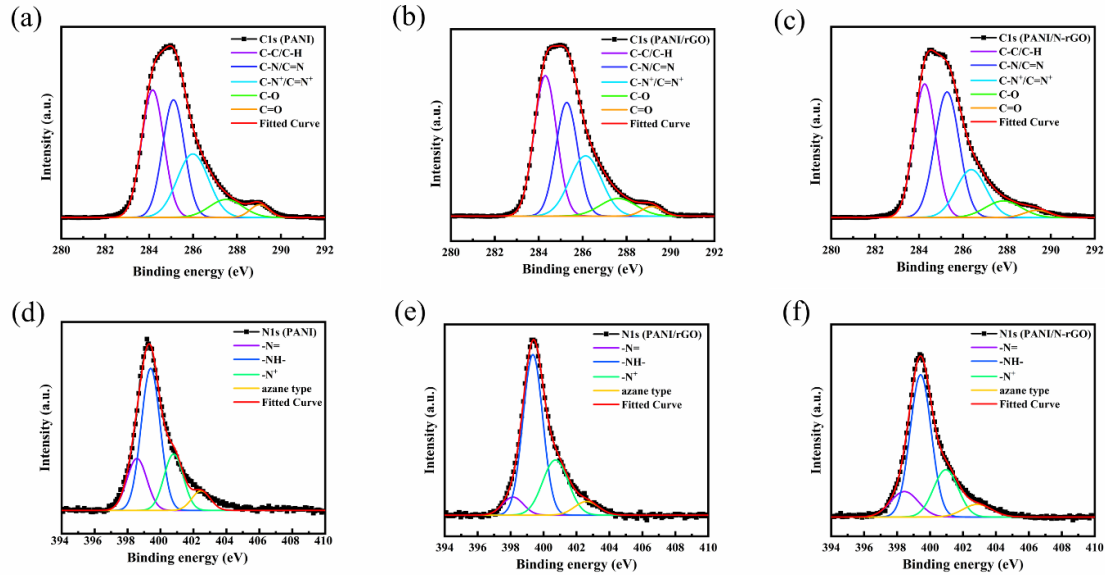 (a)
C1s (PANI)
C-C/C-H
C-N/C=N
C-N⁺/C=N⁺
C-O
C=O
Fitted Curve
Intensity (a.u.)
280 282 284 286 288 290 292
Binding energy (eV)
(b)
C1s (PANI/rGO)
C-C/C-H
C-N/C=N
C-N⁺/C=N⁺
C-O
C=O
Fitted Curve
Intensity (a.u.)
280 282 284 286 288 290 292
Binding energy (eV)
(c)
C1s (PANI/N-rGO)
C-C/C-H
C-N/C=N
C-N⁺/C=N⁺
C-O
C=O
Fitted Curve
Intensity (a.u.)
280 282 284 286 288 290 292
Binding energy (eV)
(d)
N1s (PANI)
-N=
-NH-
-N⁺
azane type
Fitted Curve
Intensity (a.u.)
394 396 398 400 402 404 406 408 410
Binding energy (eV)
(e)
N1s (PANI/rGO)
-N=
-NH-
-N⁺
azane type
Fitted Curve
Intensity (a.u.)
394 396 398 400 402 404 406 408 410
Binding energy (eV)
(f)
N1s (PANI/N-rGO)
-N=
-NH-
-N⁺
azane type
Fitted Curve
Intensity (a.u.)
394 396 398 400 402 404 406 408 410
Binding energy (eV)